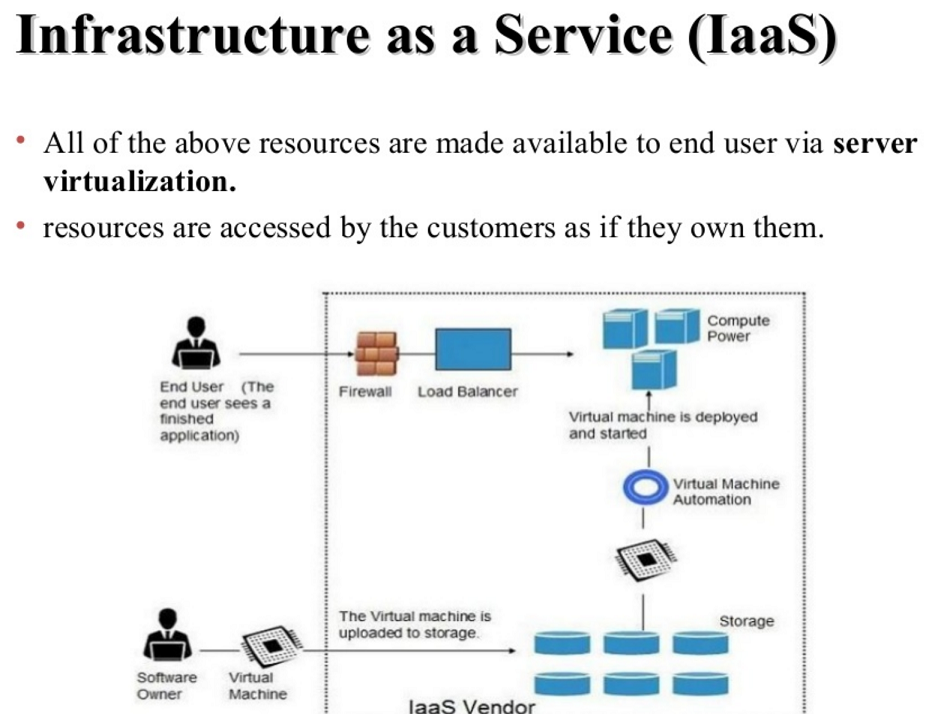 Infrastructure as a Service (IaaS)
• All of the above resources are made available to end user via server
virtualization.
• resources are accessed by the customers as if they own them.
Compute
Power
End User (The
end user sees a
finished
application)
Firewall
Load Balancer
Virtual machine is deployed
and started
Virtual Machine
Automation
The Virtual machine is
uploaded to storage.
Storage
Software
Owner
Virtual
Machine
IaaS Vendor